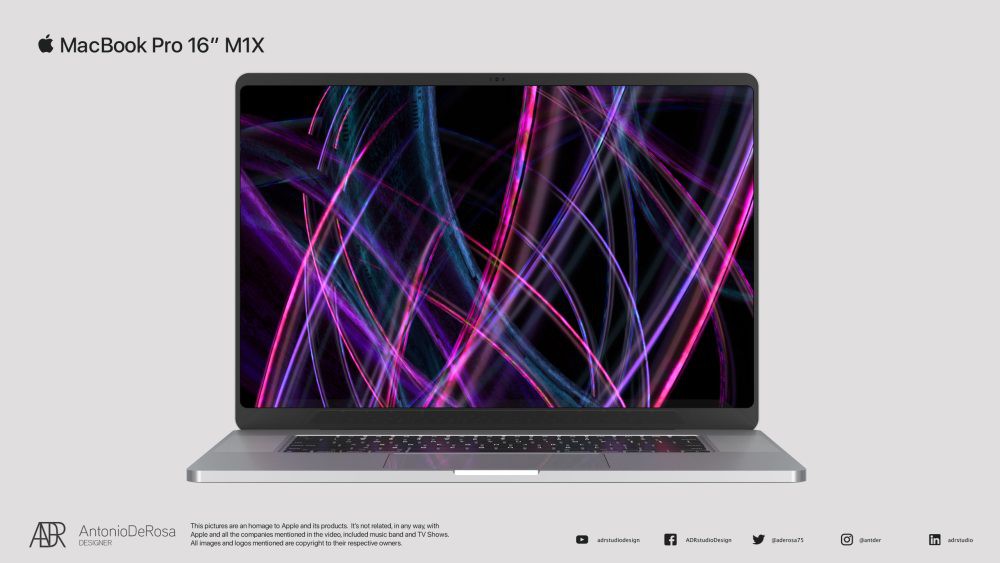 MacBook Pro 16” M1X
ADR
AntonioDeRosa
DESIGNER
This pictures are an homage to Apple and its products. It's not related, in any way, with
Apple and all the companies mentioned in the video, included music band and TV Shows.
All images and logos mentioned are copyright to their respective owners.
adrstudiodesign
ADRstudioDesign
@aderosa75
@antder
adrstudio